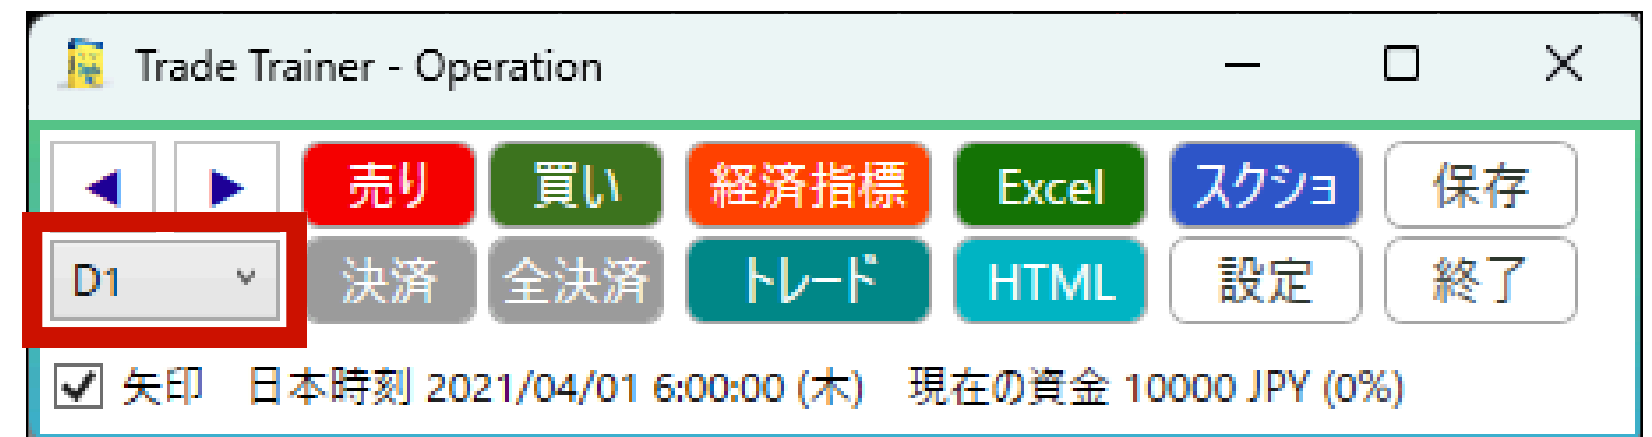 Trade Trainer - Operation
売り 買い 経済指標 Excel スクショ 保存
D1 決済 全決済 トレード HTML 設定 終了
矢印 日本時刻 2021/04/01 6:00:00 (木) 現在の資金 10000 JPY (0%)